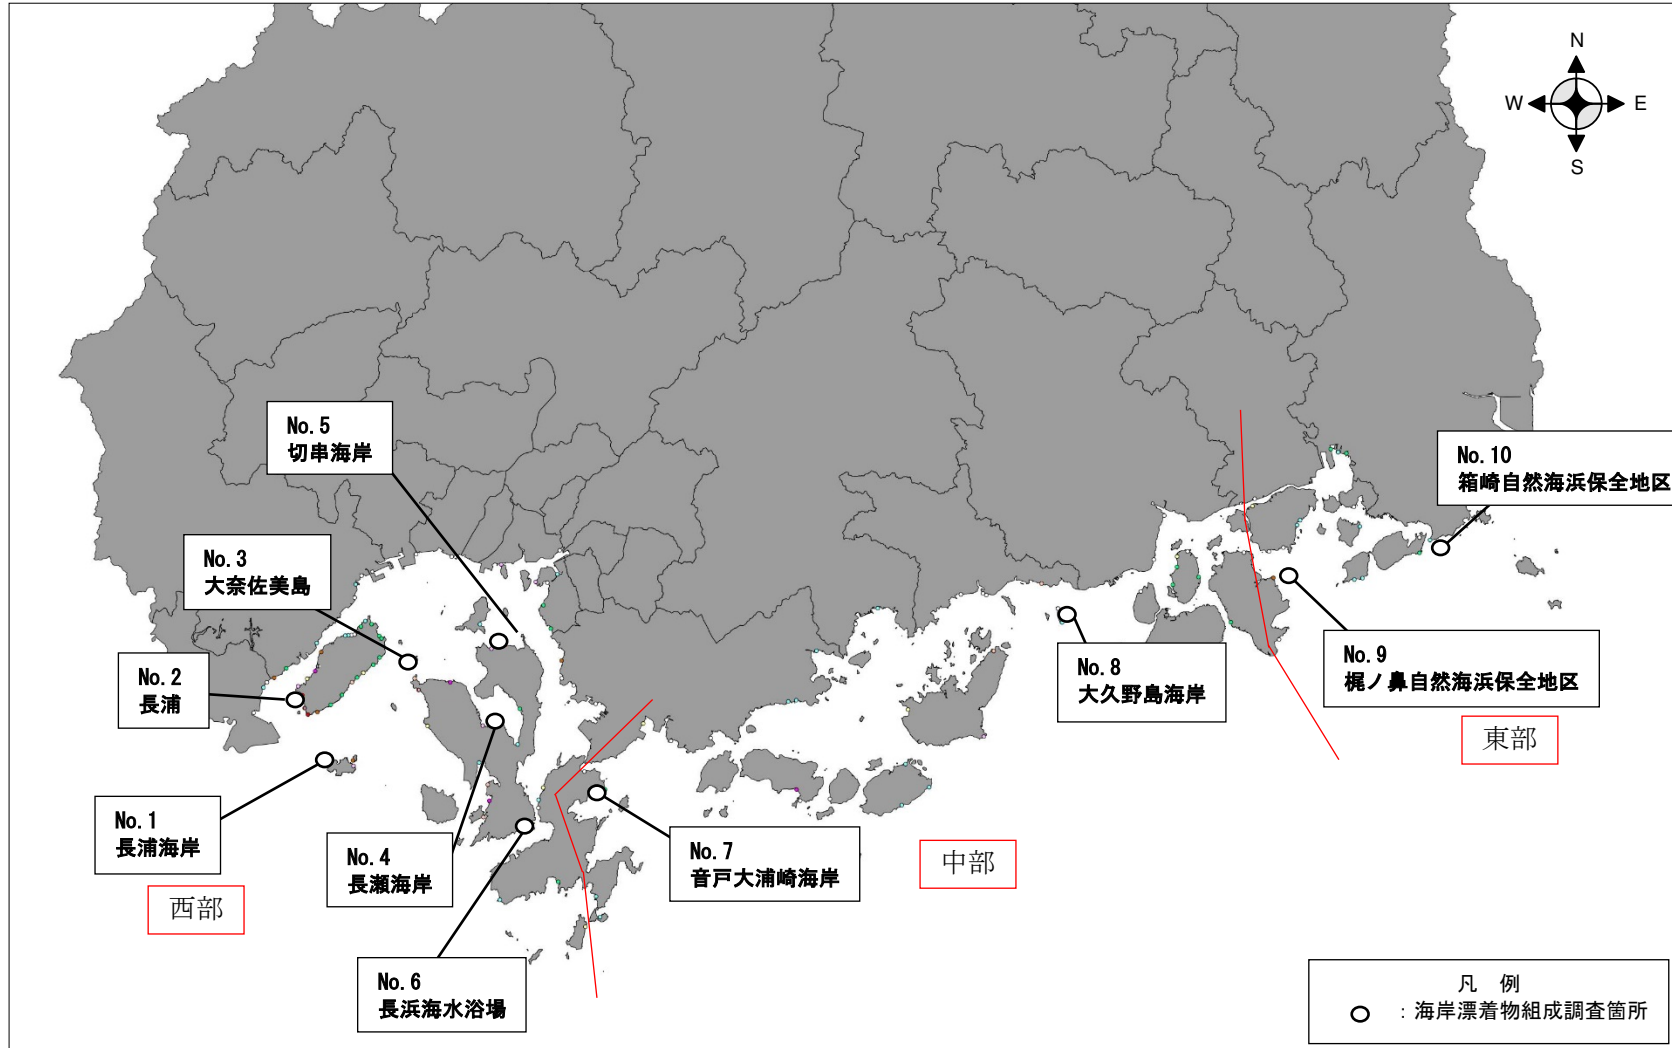 N
W
E
S
No. 5
切串海岸
No. 10
箱崎自然海浜保全地区
No. 3
大奈佐美島
No. 2
長浦
No. 9
梶ノ鼻自然海浜保全地区
No. 8
大久野島海岸
東部
No. 1
長浦海岸
No. 4
長瀬海岸
No. 7
音戸大浦崎海岸
中部
西部
No. 6
長浜海水浴場
凡 例
：海岸漂着物組成調査箇所